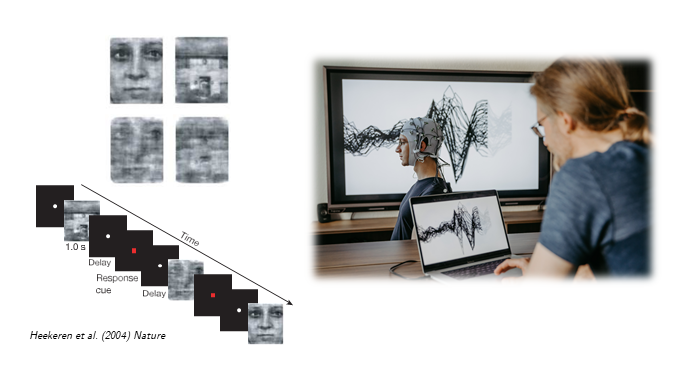 Time
1.0 s
Delay
Response
cue
Delay
Heekeren et al. (2004) Nature